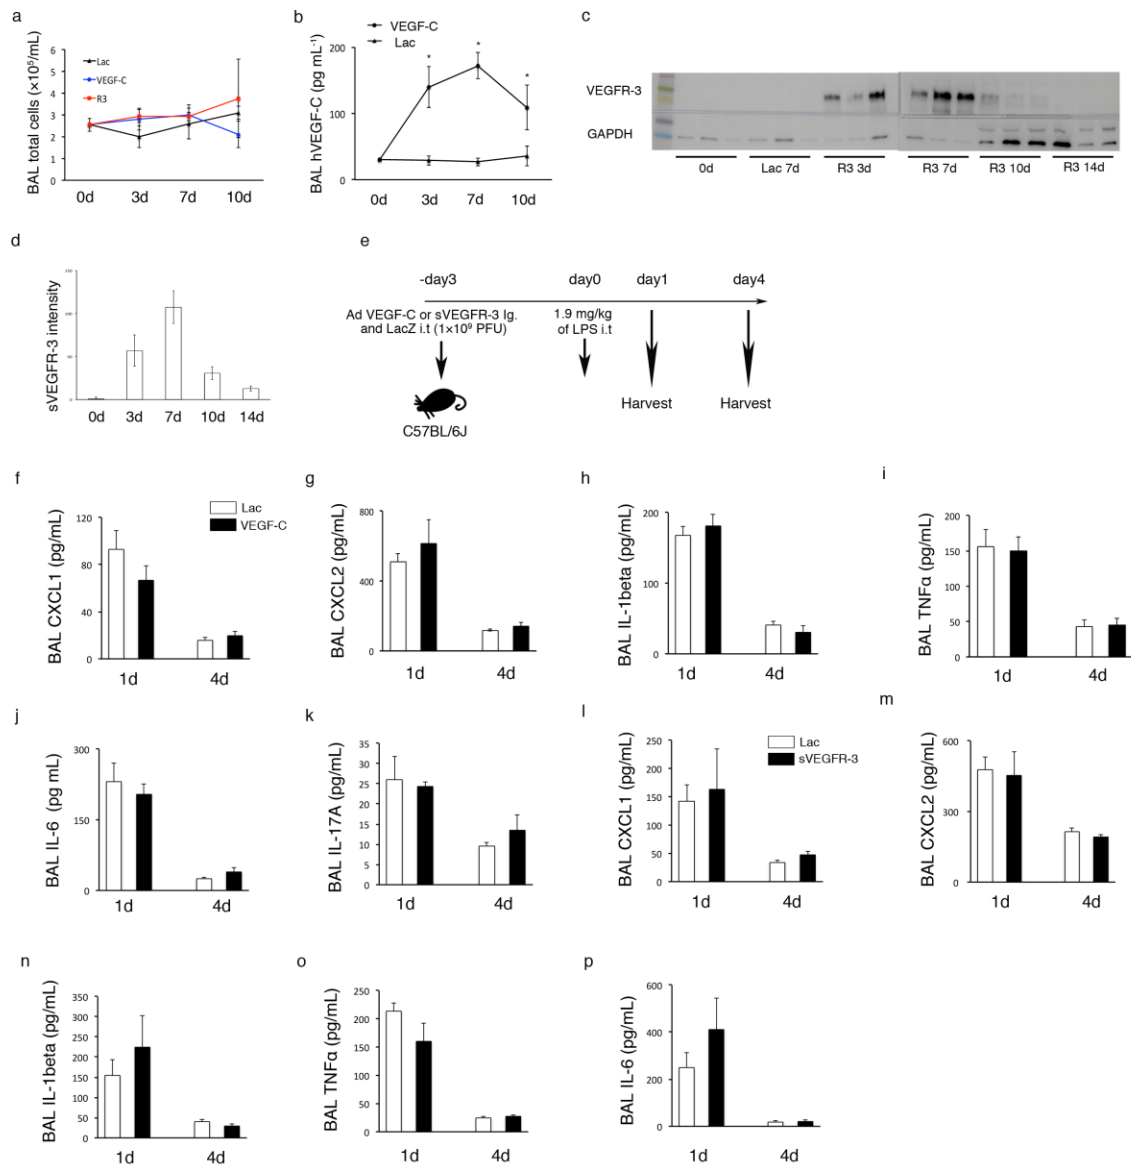 a
BAL total cells (×10⁵/mL)
6
5
4
3
2
1
0
Lac
VEGF-C
R3
0d 3d 7d 10d
b
BAL hVEGF-C (pg mL⁻¹)
200
100
0
VEGF-C
Lac
*
*
*
0d 3d 7d 10d
c
VEGFR-3
GAPDH
0d Lac 7d R3 3d R3 7d R3 10d R3 14d
d
sVEGFR-3 intensity
100
50
0
0d 3d 7d 10d 14d
e
-day3 day0 day1 day4
Ad VEGF-C or sVEGFR-3 Ig.
and LacZ i.t (1×10⁹ PFU)
1.9 mg/kg
of LPS i.t
Harvest Harvest
C57BL/6J
f
BAL CXCL1 (pg/mL)
120
80
40
0
Lac
VEGF-C
1d 4d
g
BAL CXCL2 (pg/mL)
800
400
0
1d 4d
h
BAL IL-1beta (pg/mL)
200
100
0
1d 4d
i
BAL TNFα (pg/mL)
200
150
100
50
0
1d 4d
j
BAL IL-6 (pg mL)
300
150
0
1d 4d
k
BAL IL-17A (pg/mL)
35
30
25
20
15
10
5
0
1d 4d
l
BAL CXCL1 (pg/mL)
250
200
150
100
50
0
Lac
sVEGFR-3
1d 4d
m
BAL CXCL2 (pg/mL)
600
300
0
1d 4d
n
BAL IL-1beta (pg/mL)
350
300
250
200
150
100
50
0
1d 4d
o
BAL TNFα (pg/mL)
250
200
150
100
50
0
1d 4d
p
BAL IL-6 (pg/mL)
600
400
200
0
1d 4d